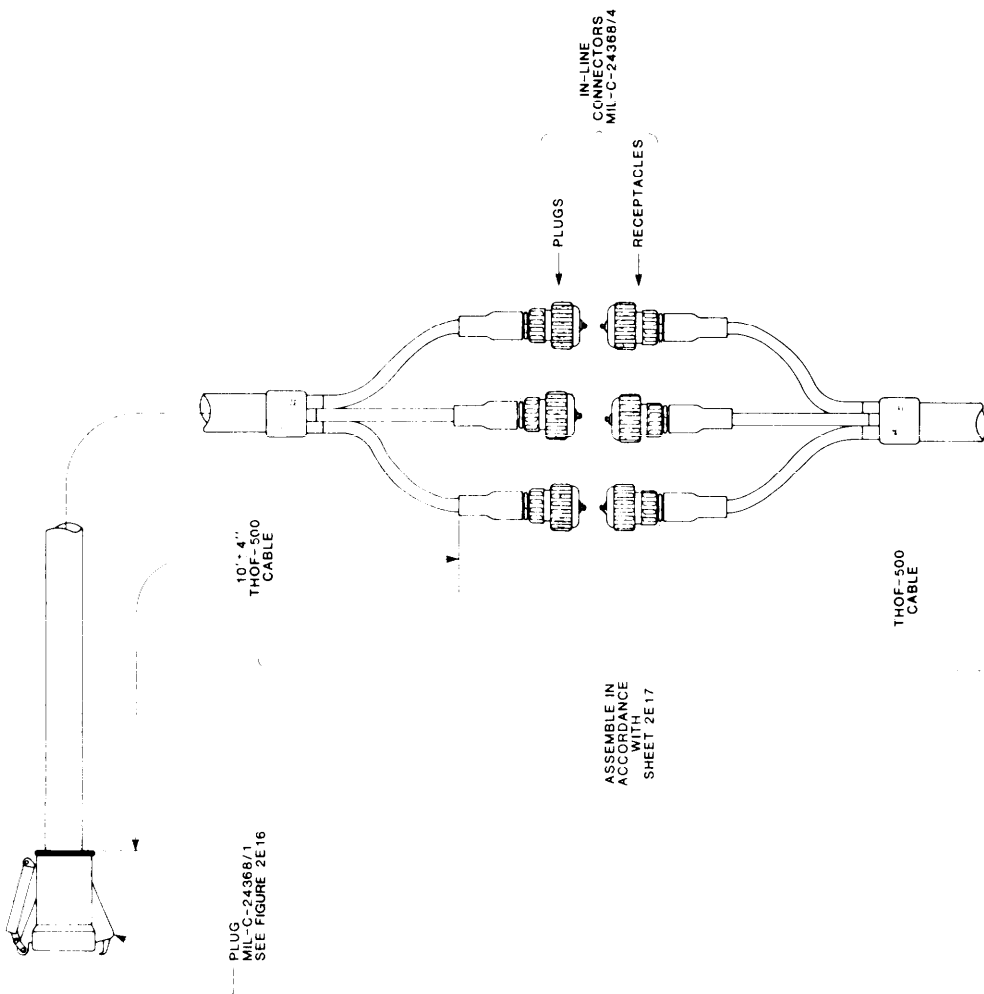 IN-LINE
CONNECTORS
MIL-C-24368/4
PLUGS
RECEPTACLES
10'+ 4''
THOF-500
CABLE
THOF-500
CABLE
ASSEMBLE IN
ACCORDANCE
WITH
SHEET 2E17
PLUG
MIL-C-24368/1
SEE FIGURE 2E16